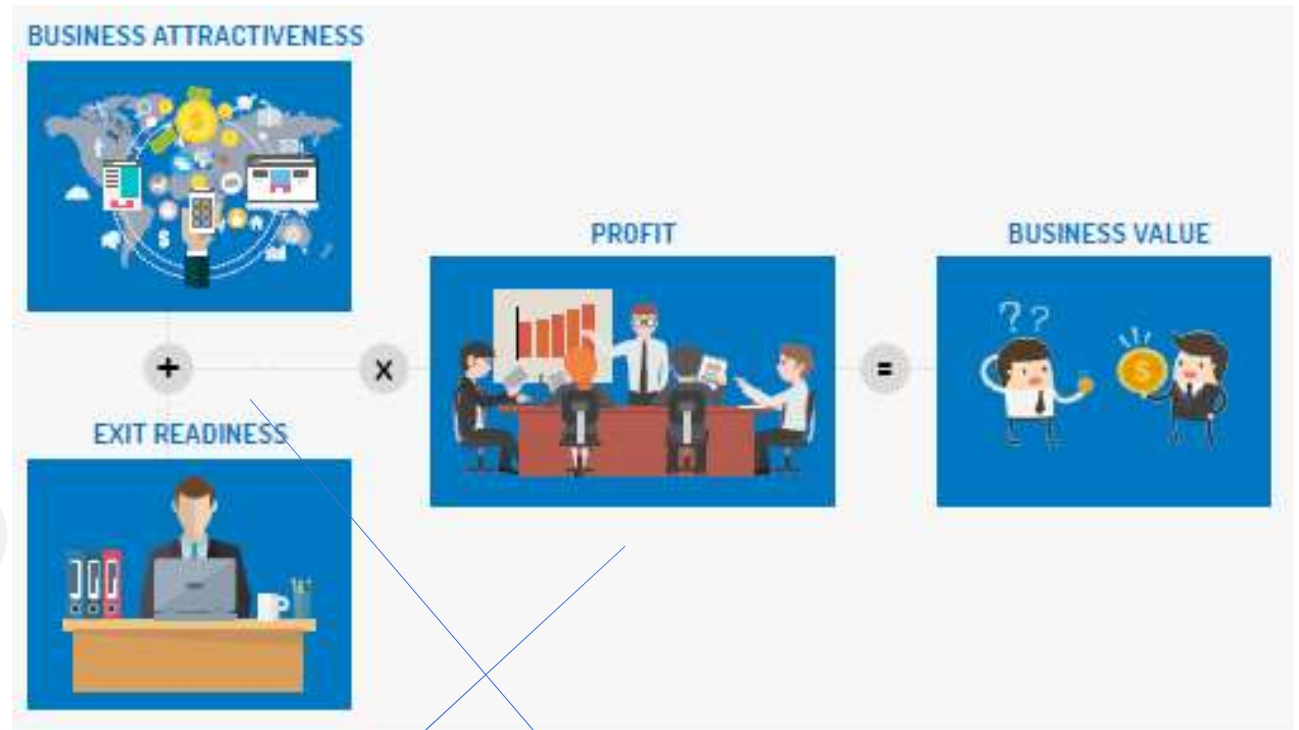 BUSINESS ATTRACTIVENESS
+
EXIT READINESS
x
PROFIT
=
BUSINESS VALUE
? ?
$
$
$